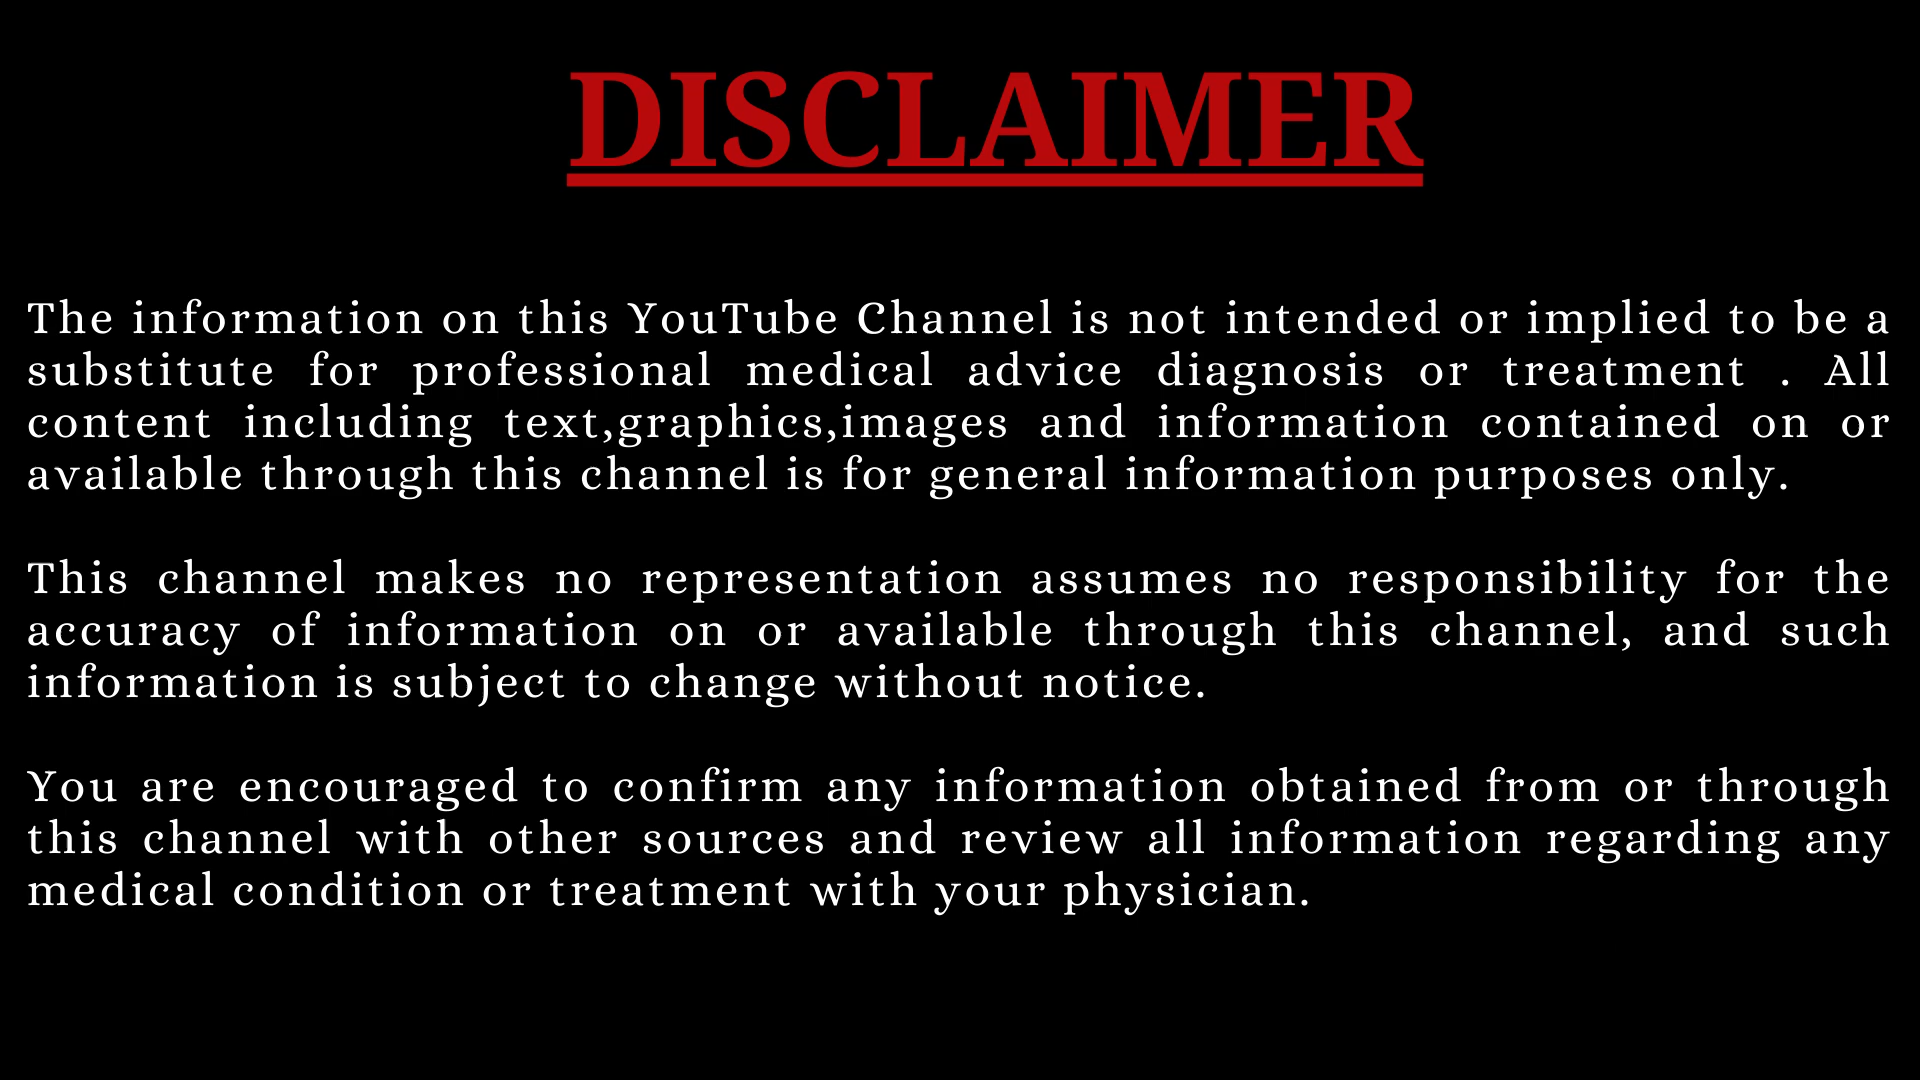 DISCLAIMER
The information on this YouTube Channel is not intended or implied to be a
substitute for professional medical advice diagnosis or treatment . All
content including text,graphics,images and information contained on or
available through this channel is for general information purposes only.
This channel makes no representation assumes no responsibility for the
accuracy of information on or available through this channel, and such
information is subject to change without notice.
You are encouraged to confirm any information obtained from or through
this channel with other sources and review all information regarding any
medical condition or treatment with your physician.